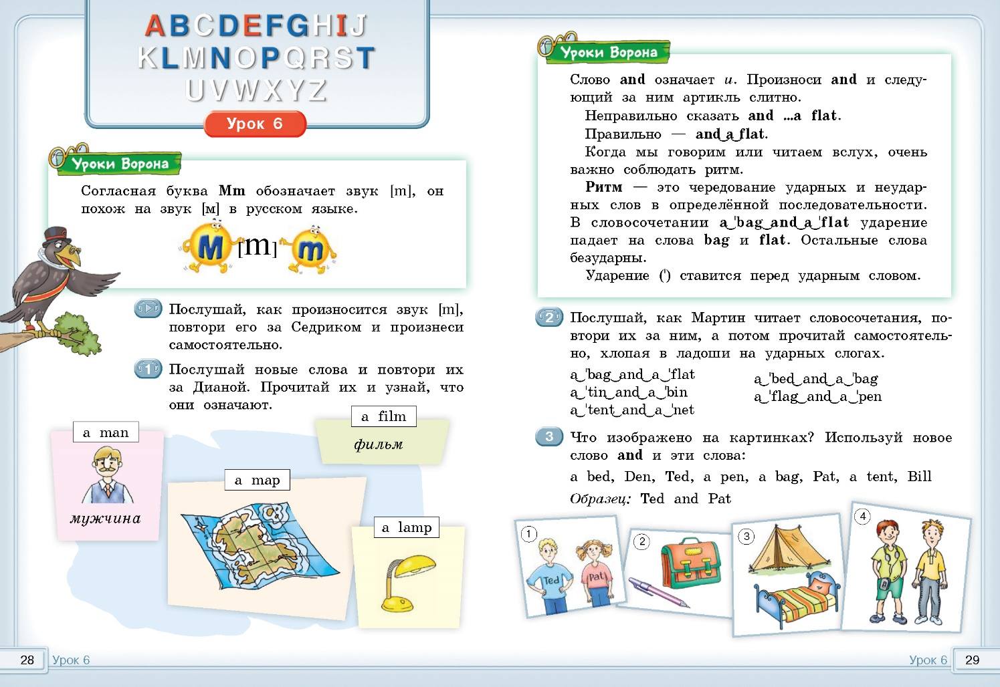 ABCDEFGHIJ
KLMNOPQRST
UVWXYZ
Урок 6
Уроки Ворона
Согласная буква Mm обозначает звук [m], он
похож на звук [м] в русском языке.
M [m] m
Послушай, как произносится звук [m],
повтори его за Седриком и произнеси
самостоятельно.
1 Послушай новые слова и повтори их
за Дианой. Прочитай их и узнай, что
они означают.
a man
мужчина
a film
фильм
a map
N
S
a lamp
28 Урок 6
Уроки Ворона
Слово and означает и. Произноси and и следу-
ющий за ним артикль слитно.
Неправильно сказать and ...a flat.
Правильно — and‿a‿flat.
Когда мы говорим или читаем вслух, очень
важно соблюдать ритм.
Ритм — это чередование ударных и неудар-
ных слов в определённой последовательности.
В словосочетании a‿'bag‿and‿a‿'flat ударение
падает на слова bag и flat. Остальные слова
безударны.
Ударение (') ставится перед ударным словом.
2 Послушай, как Мартин читает словосочетания, по-
втори их за ним, а потом прочитай самостоятель-
но, хлопая в ладоши на ударных слогах.
a‿'bag‿and‿a‿'flat
a‿'tin‿and‿a‿'bin
a‿'tent‿and‿a‿'net
a‿'bed‿and‿a‿'bag
a‿'flag‿and‿a‿'pen
3 Что изображено на картинках? Используй новое
слово and и эти слова:
a bed, Den, Ted, a pen, a bag, Pat, a tent, Bill
Образец: Ted and Pat
1
Ted
Pat
2
3
4
Урок 6 29